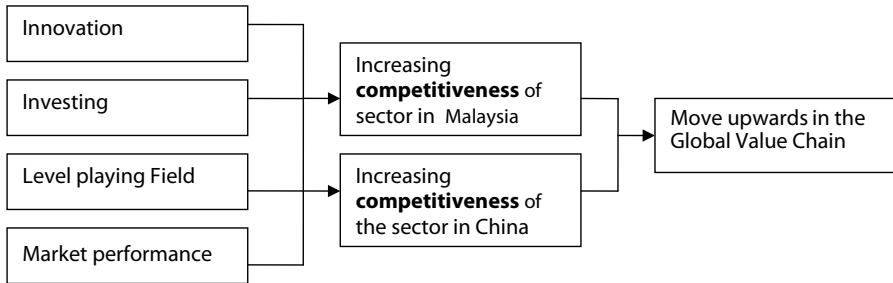 Innovation
Investing
Level playing Field
Market performance
Increasing
competitiveness of
sector in Malaysia
Increasing
competitiveness of
the sector in China
Move upwards in the
Global Value Chain